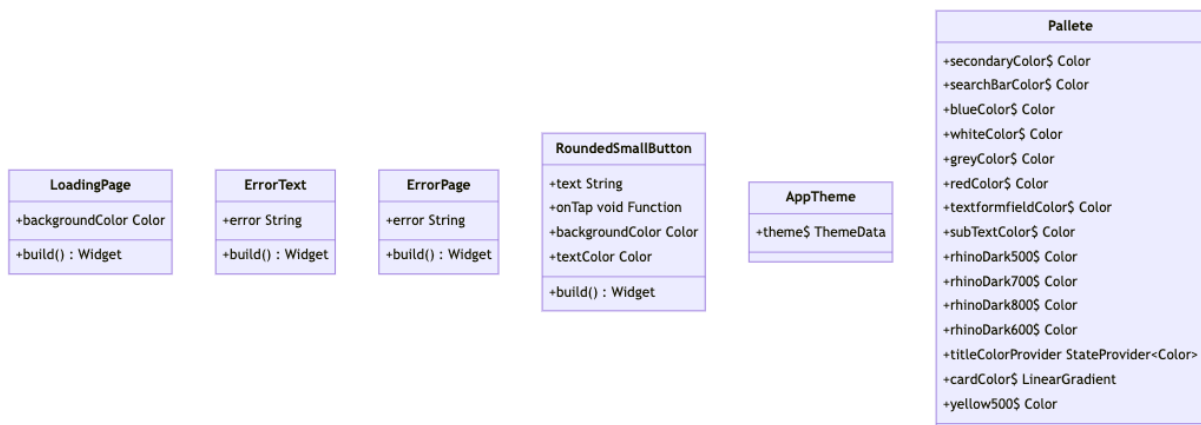 LoadingPage
+backgroundColor Color
+build() : Widget
ErrorText
+error String
+build() : Widget
ErrorPage
+error String
+build() : Widget
RoundedSmallButton
+text String
+onTap void Function
+backgroundColor Color
+textColor Color
+build() : Widget
AppTheme
+theme$ ThemeData
Pallete
+secondaryColor$ Color
+searchBarColor$ Color
+blueColor$ Color
+whiteColor$ Color
+greyColor$ Color
+redColor$ Color
+textformfieldColor$ Color
+subTextColor$ Color
+rhinoDark500$ Color
+rhinoDark700$ Color
+rhinoDark800$ Color
+rhinoDark600$ Color
+titleColorProvider StateProvider<Color>
+cardColor$ LinearGradient
+yellow500$ Color